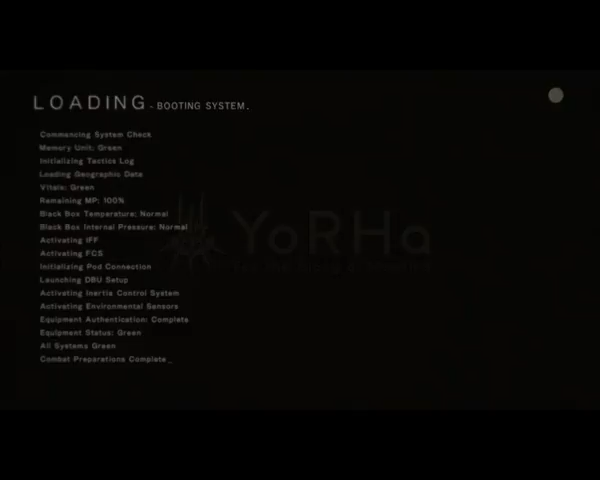 LOADING - BOOTING SYSTEM.
Commencing System Check
Memory Unit: Green
Initializing Tactics Log
Loading Geographic Data
Vitals: Green
Remaining MP: 100%
Black Box Temperature: Normal
Black Box Internal Pressure: Normal
Activating IFF
Activating FCS
Initializing Pod Connection
Launching DBU Setup
Activating Inertia Control System
Activating Environmental Sensors
Equipment Authentication: Complete
Equipment Status: Green
All Systems Green
Combat Preparations Complete_
YoRHa